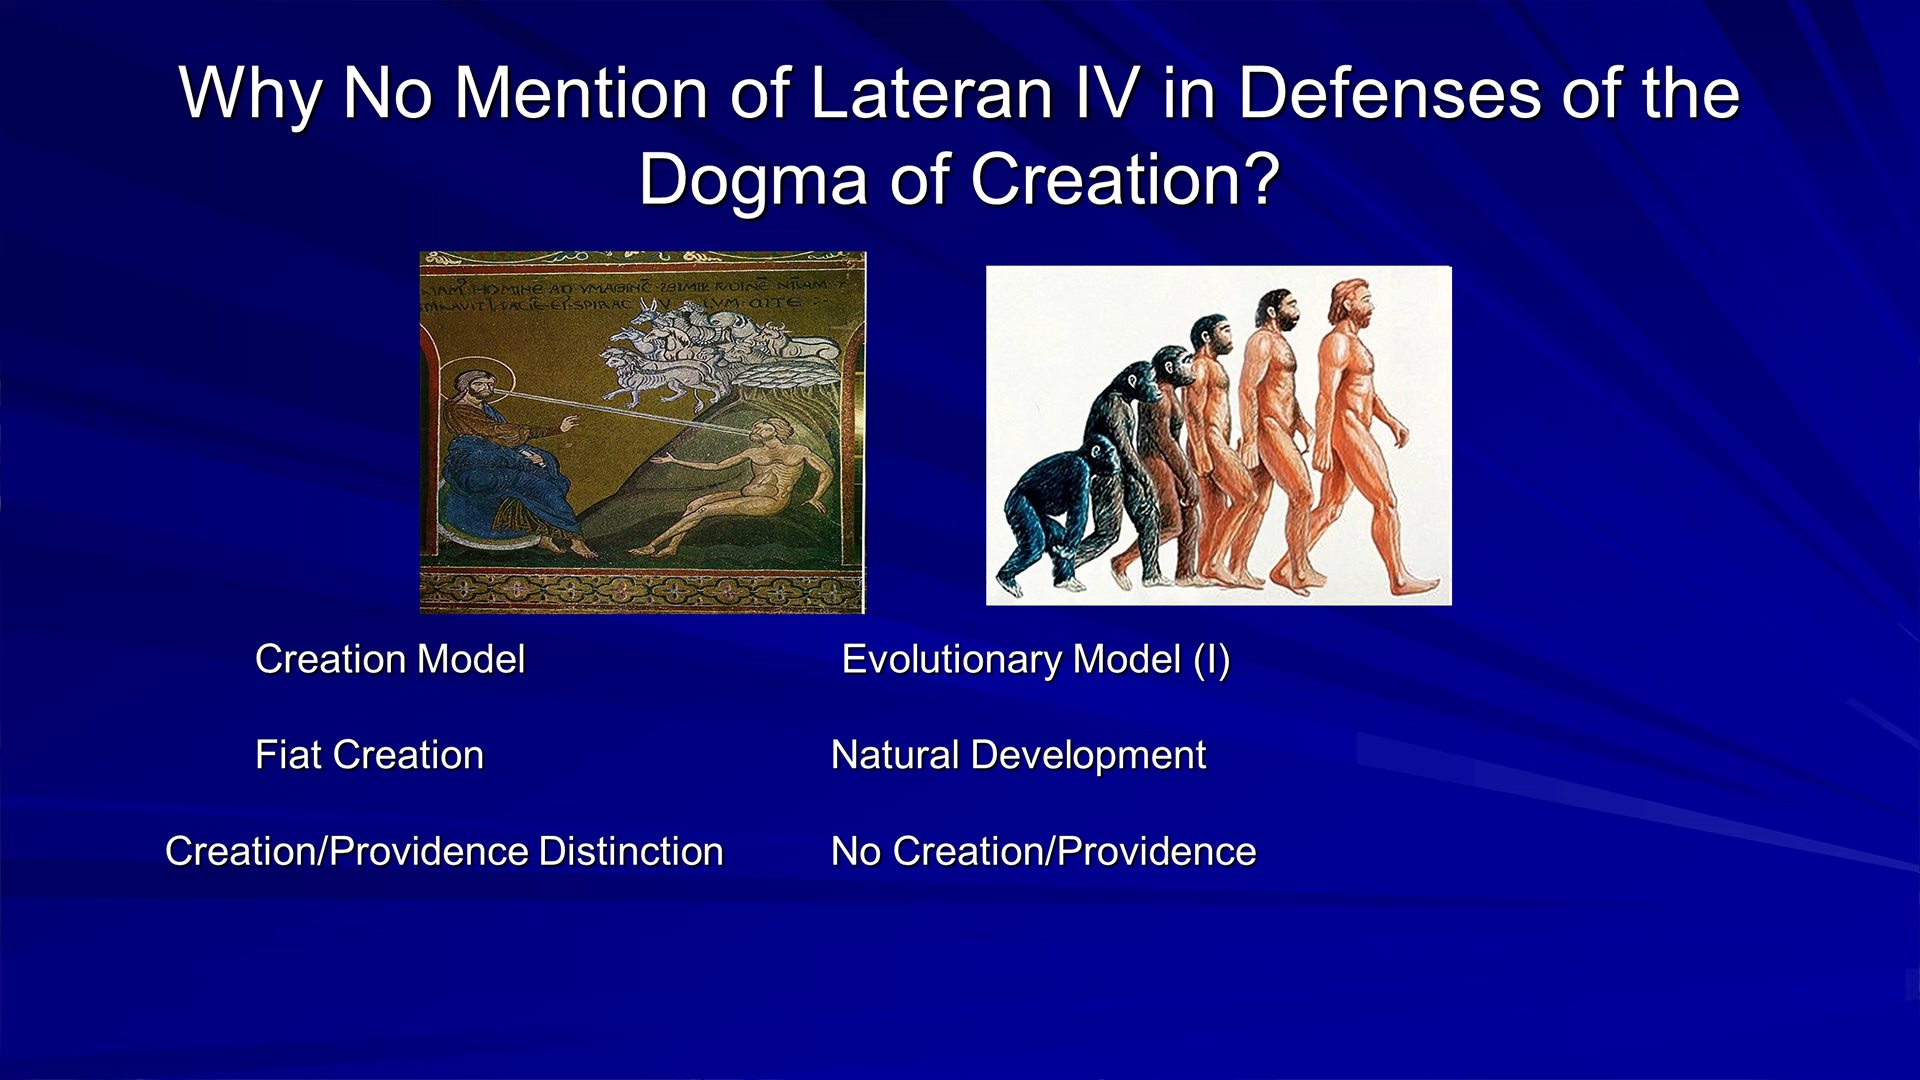 Why No Mention of Lateran IV in Defenses of the
Dogma of Creation?
Creation Model
Evolutionary Model (I)
Fiat Creation
Natural Development
Creation/Providence Distinction
No Creation/Providence